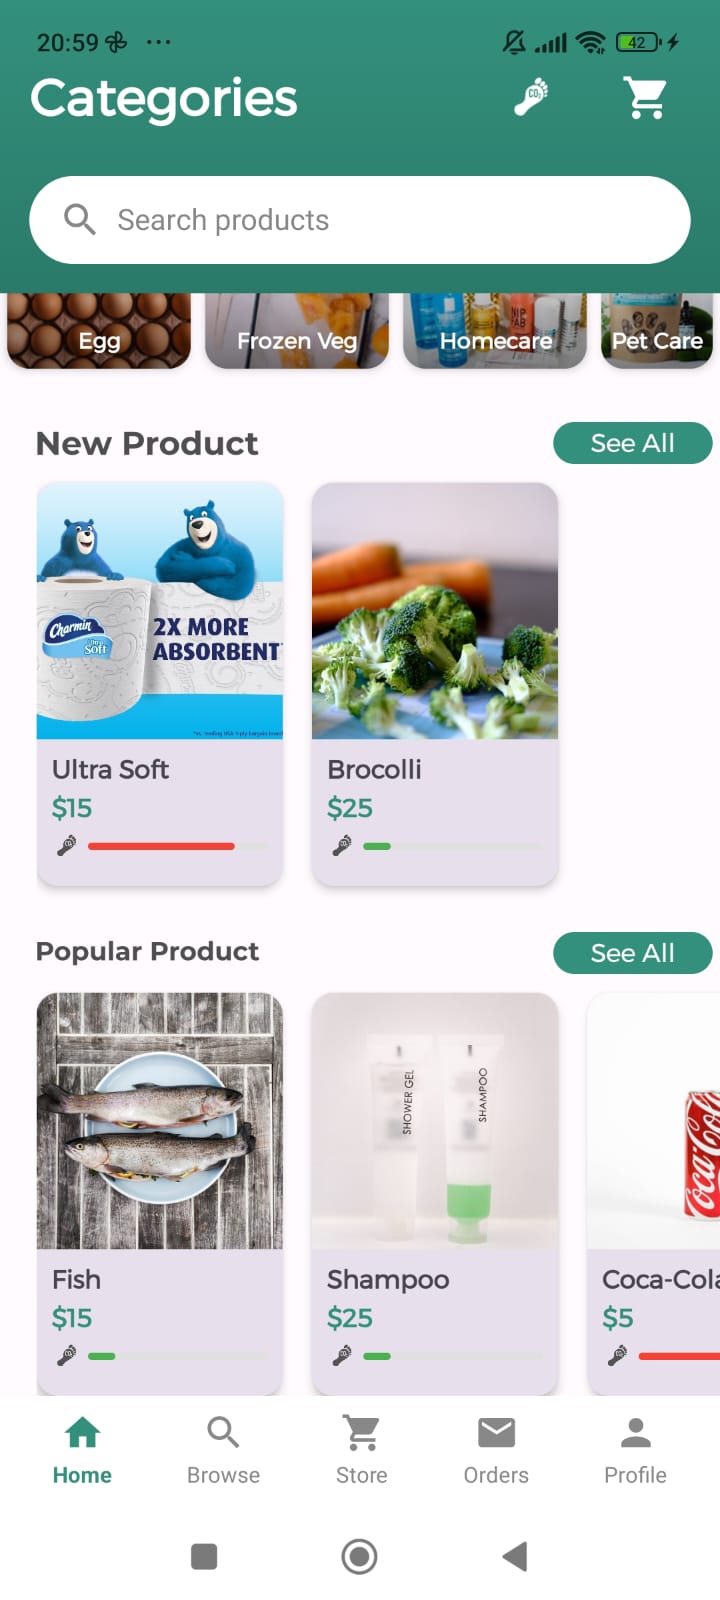 20:59
42
Categories
CO₂
Search products
Egg
Frozen Veg
Homecare
Pet Care
New Product
See All
Charmin
Ultra
Soft
2X MORE
ABSORBENT
Ultra Soft
$15
Brocolli
$25
Popular Product
See All
SHOWER GEL
SHAMPOO
Coca-Col
Fish
$15
Shampoo
$25
Coca-Cola
$5
Home
Browse
Store
Orders
Profile